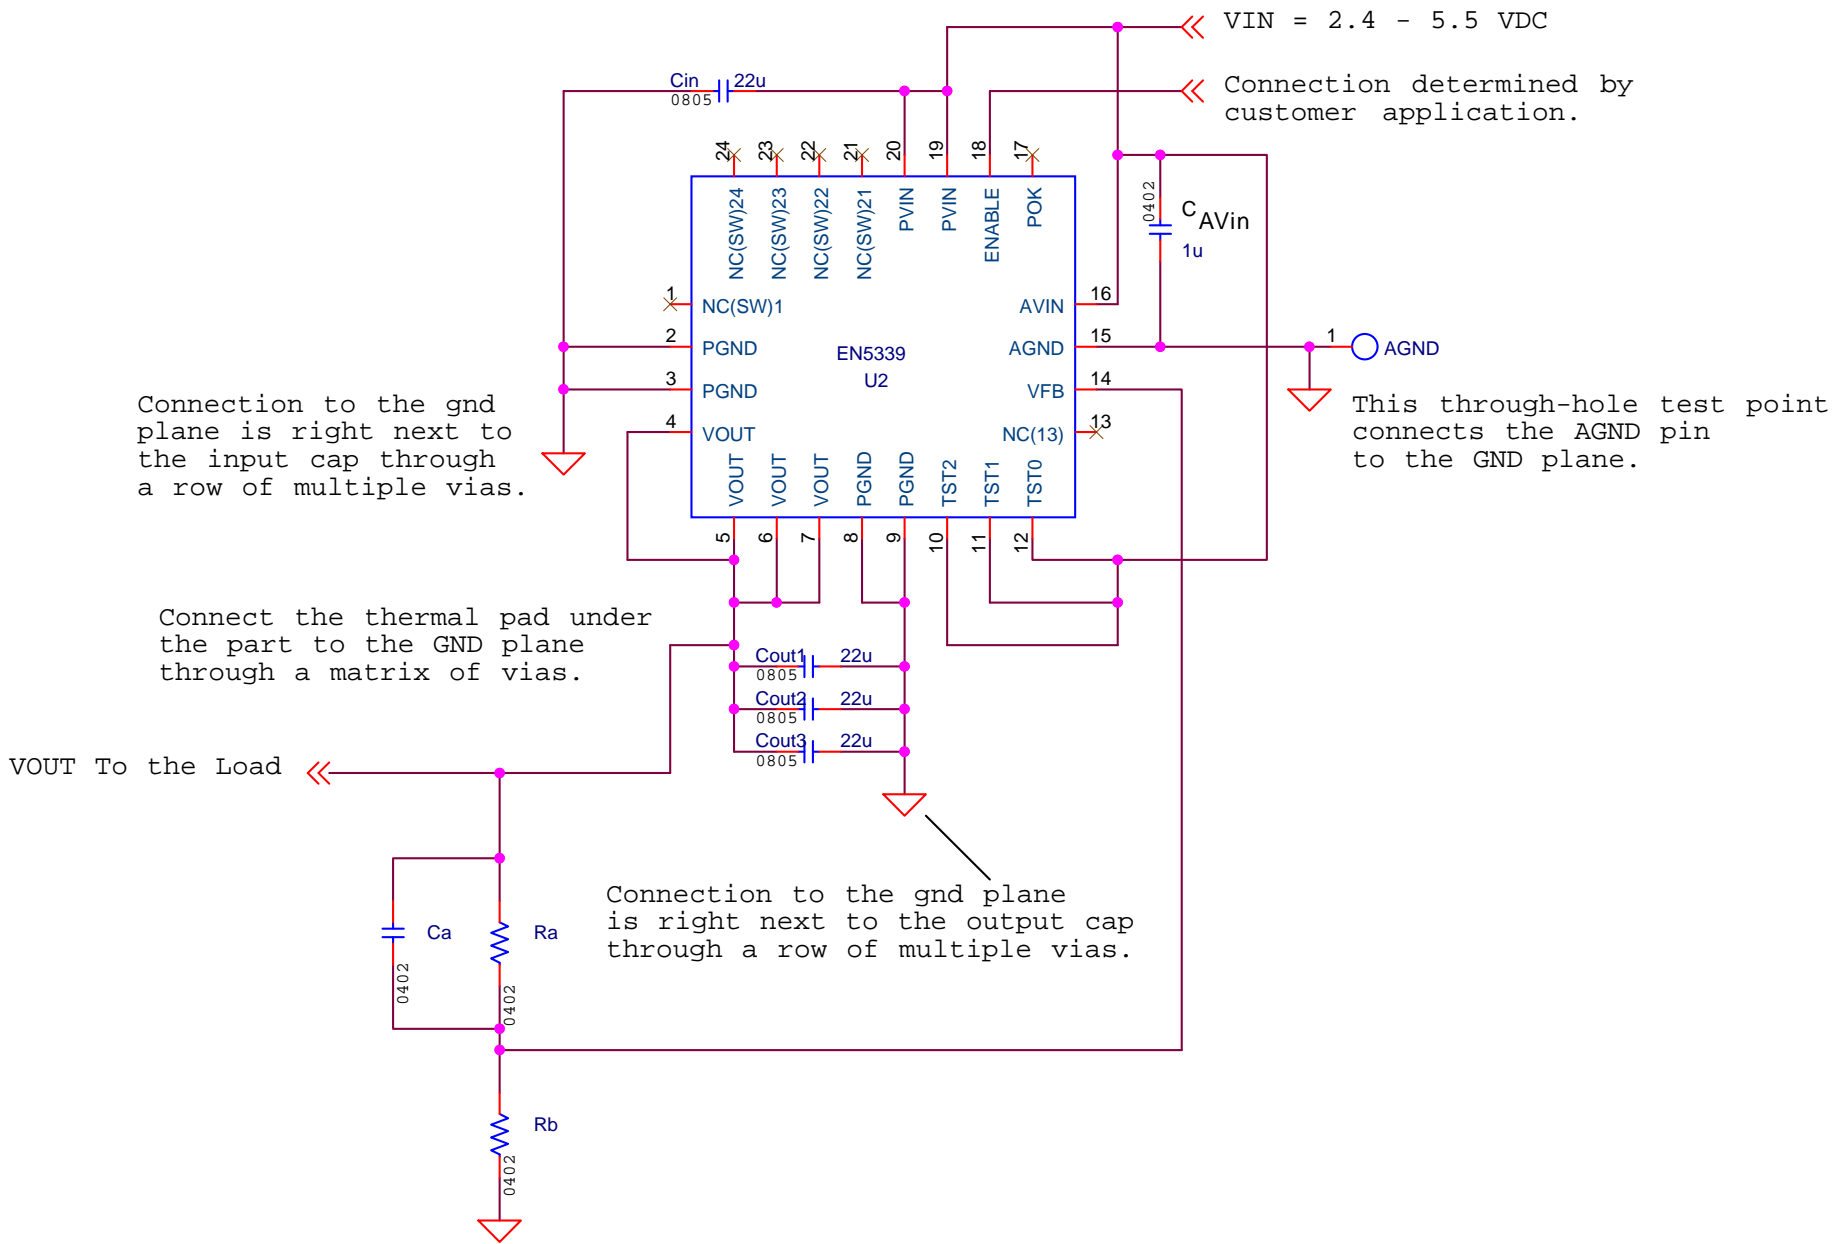 VIN = 2.4 - 5.5 VDC
Cin 22u
0805
Connection determined by
customer application.
24
23
22
21
20
19
18
17
NC(SW)24
NC(SW)23
NC(SW)22
NC(SW)21
PVIN
PVIN
ENABLE
POK
0402
CAVin
1u
1 NC(SW)1
AVIN 16
2 PGND
AGND 15
1 AGND
EN5339
U2
3 PGND
VFB 14
4 VOUT
NC(13) 13
Connection to the gnd
plane is right next to
the input cap through
a row of multiple vias.
This through-hole test point
connects the AGND pin
to the GND plane.
VOUT
VOUT
VOUT
PGND
PGND
TST2
TST1
TST0
5
6
7
8
9
10
11
12
Connect the thermal pad under
the part to the GND plane
through a matrix of vias.
Cout1 22u
0805
Cout2 22u
0805
Cout3 22u
0805
VOUT To the Load
Connection to the gnd plane
is right next to the output cap
through a row of multiple vias.
Ca
0402
Ra
0402
Rb
0402